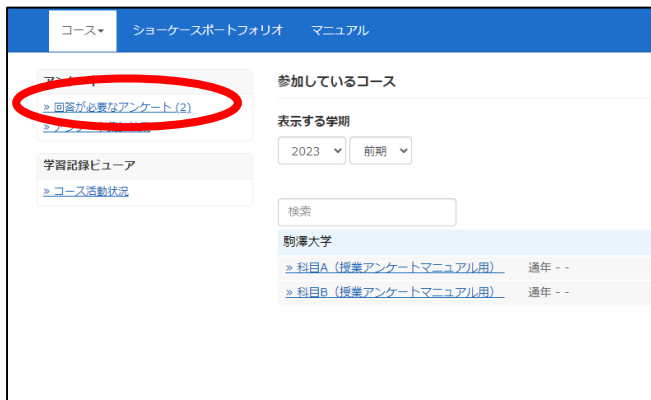 コース▾ ショーケースポートフォリオ マニュアル
» 回答が必要なアンケート (2)
学習記録ビューア
» コース活動状況
参加しているコース
表示する学期
2023 前期
検索
駒澤大学
» 科目A（授業アンケートマニュアル用） 通年 - -
» 科目B（授業アンケートマニュアル用） 通年 - -